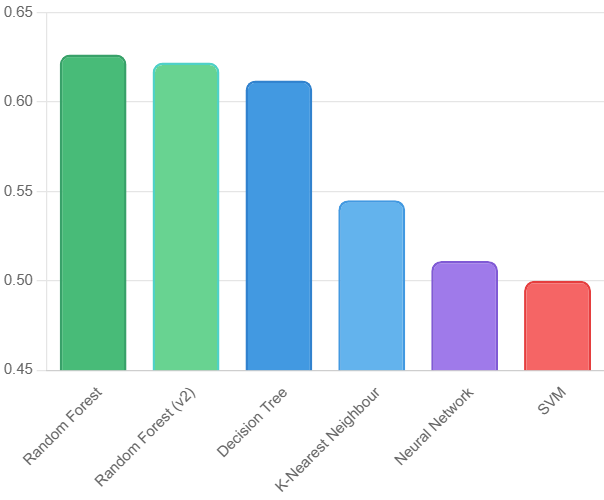 0.65
0.60
0.55
0.50
0.45
Random Forest
Random Forest (v2)
Decision Tree
K-Nearest Neighbour
Neural Network
SVM